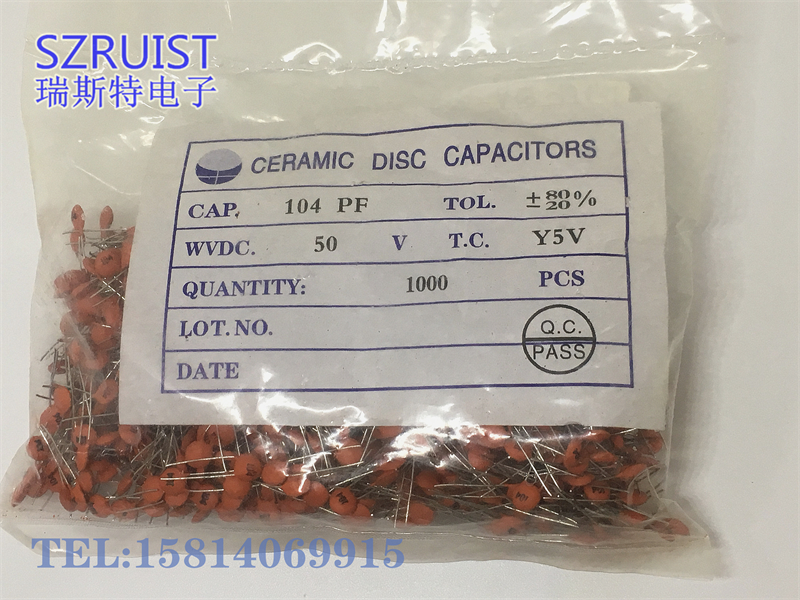 SZRUIST
瑞斯特电子
CERAMIC DISC CAPACITORS
CAP. 104 PF TOL. ±80/20%
WVDC. 50 V T.C. Y5V
QUANTITY: 1000 PCS
LOT.NO.
Q.C.
PASS
DATE
TEL:15814069915